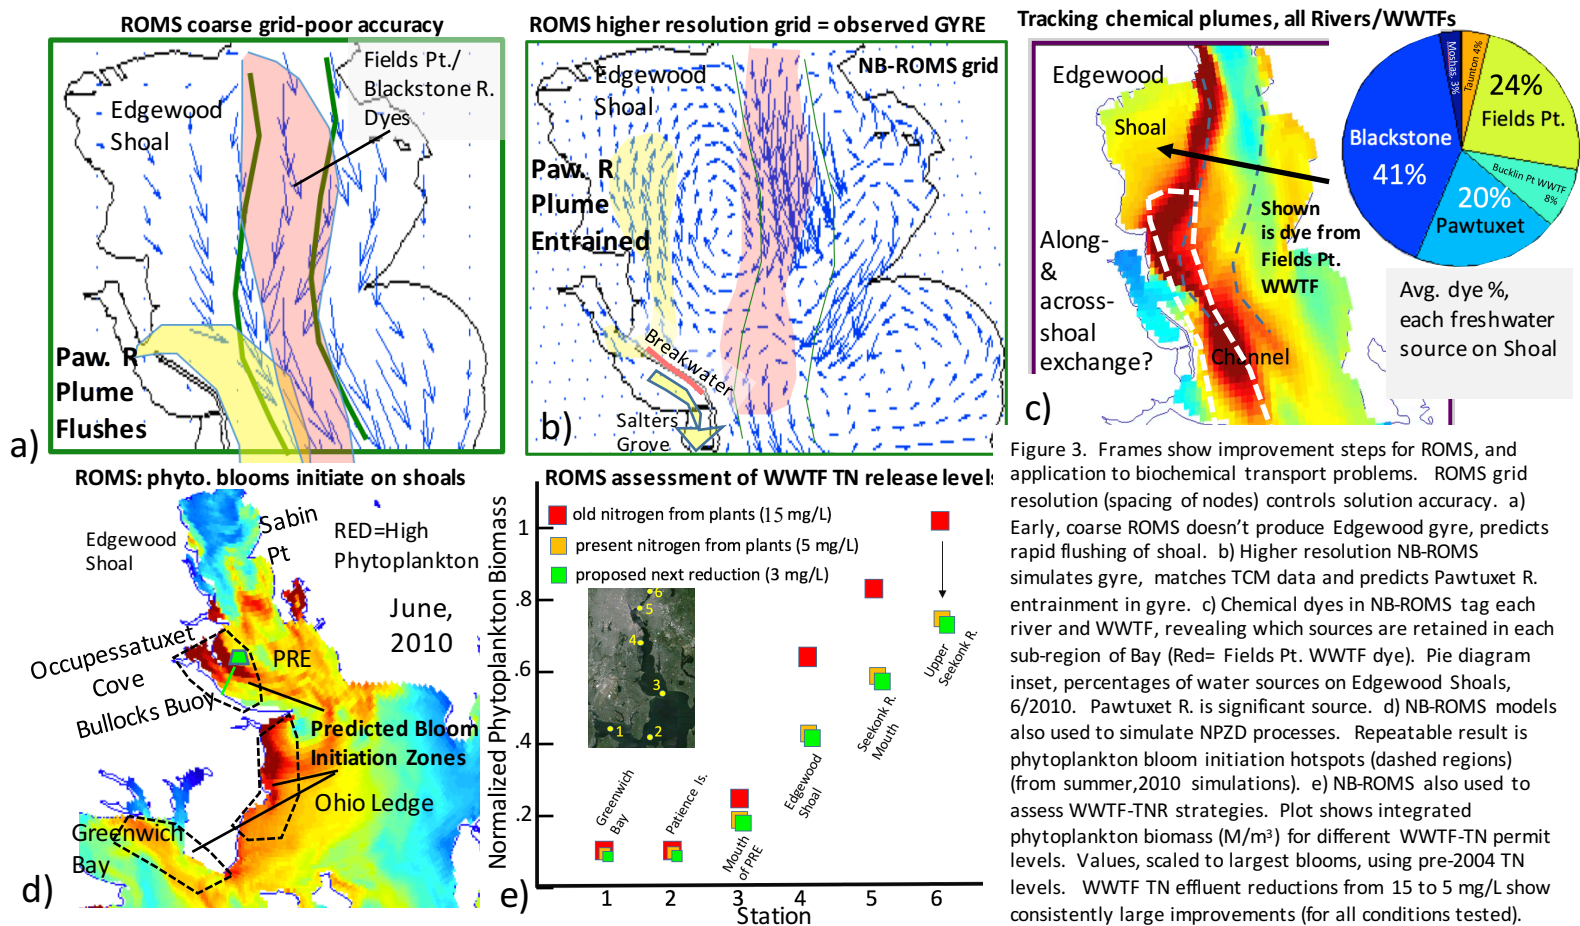 ROMS coarse grid-poor accuracy
Fields Pt./
Blackstone R.
Dyes
Edgewood
Shoal
Paw. R
Plume
Flushes
a)
ROMS higher resolution grid = observed GYRE
NB-ROMS grid
Edgewood
Shoal
Paw. R
Plume
Entrained
Breakwater
Salters
Grove
b)
Tracking chemical plumes, all Rivers/WWTFs
Edgewood
Shoal
Along-
&
across-
shoal
exchange?
Shown
is dye from
Fields Pt.
WWTF
Channel
c)
Moshas. 3%
Taunton 4%
24%
Fields Pt.
Bucklin Pt WWTF
8%
20%
Pawtuxet
Blackstone
41%
Avg. dye %,
each freshwater
source on Shoal
ROMS: phyto. blooms initiate on shoals
Edgewood
Shoal
Sabin
Pt
RED=High
Phytoplankton
June,
2010
Occupessatuxet
Cove
PRE
Bullocks Buoy
Predicted Bloom
Initiation Zones
Ohio Ledge
Greenwich
Bay
d)
ROMS assessment of WWTF TN release levels
old nitrogen from plants (15 mg/L)
present nitrogen from plants (5 mg/L)
proposed next reduction (3 mg/L)
Normalized Phytoplankton Biomass
1
.8
.6
.4
.2
0
6
5
4
3
1
2
Greenwich
Bay
Patience Is.
Mouth
of PRE
Edgewood
Shoal
Seekonk R.
Mouth
Upper
Seekonk R.
1 2 3 4 5 6
Station
e)
Figure 3. Frames show improvement steps for ROMS, and
application to biochemical transport problems. ROMS grid
resolution (spacing of nodes) controls solution accuracy. a)
Early, coarse ROMS doesn't produce Edgewood gyre, predicts
rapid flushing of shoal. b) Higher resolution NB-ROMS
simulates gyre, matches TCM data and predicts Pawtuxet R.
entrainment in gyre. c) Chemical dyes in NB-ROMS tag each
river and WWTF, revealing which sources are retained in each
sub-region of Bay (Red= Fields Pt. WWTF dye). Pie diagram
inset, percentages of water sources on Edgewood Shoals,
6/2010. Pawtuxet R. is significant source. d) NB-ROMS models
also used to simulate NPZD processes. Repeatable result is
phytoplankton bloom initiation hotspots (dashed regions)
(from summer,2010 simulations). e) NB-ROMS also used to
assess WWTF-TNR strategies. Plot shows integrated
phytoplankton biomass (M/m³) for different WWTF-TN permit
levels. Values, scaled to largest blooms, using pre-2004 TN
levels. WWTF TN effluent reductions from 15 to 5 mg/L show
consistently large improvements (for all conditions tested).